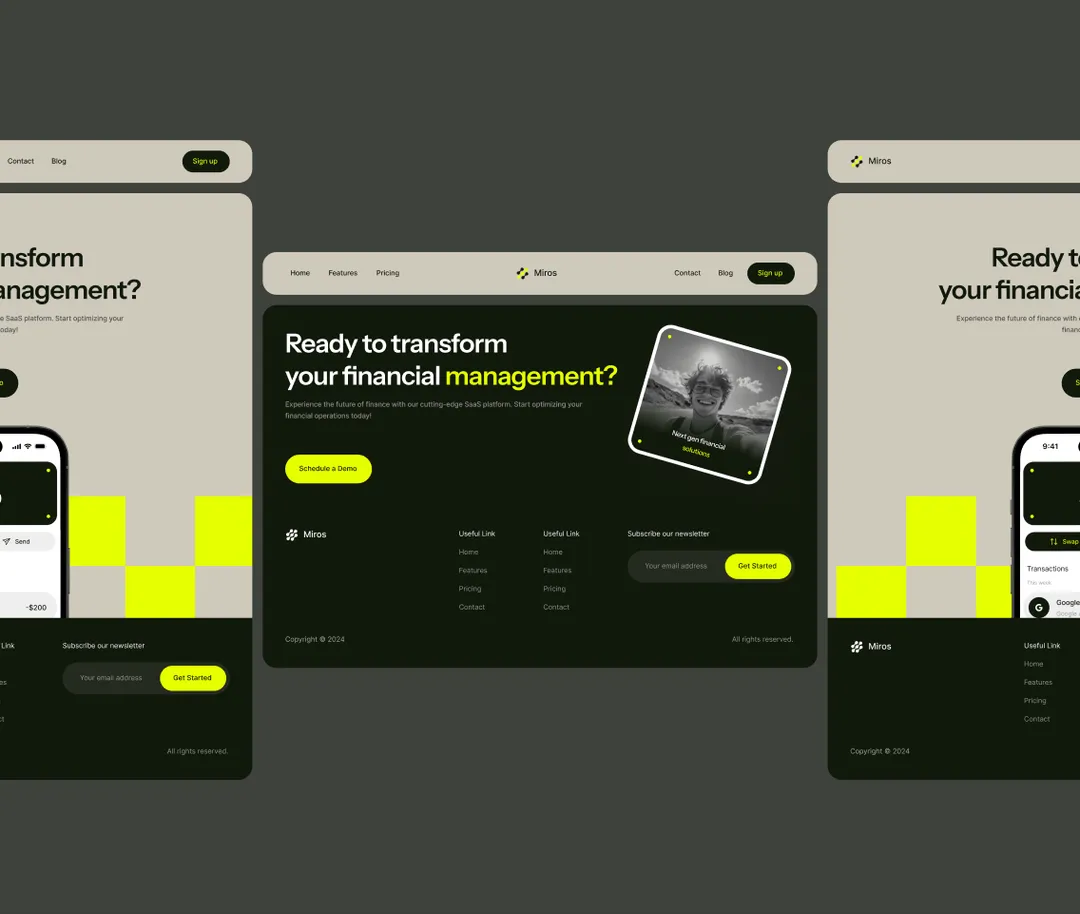 Contact
Blog
Sign up
nsform
anagement?
e SaaS platform. Start optimizing your
oday!
o
Send
-$200
Link
es
ct
Subscribe our newsletter
Your email address
Get Started
All rights reserved.
Home
Features
Pricing
Miros
Contact
Blog
Sign up
Ready to transform
your financial management?
Experience the future of finance with our cutting-edge SaaS platform. Start optimizing your
financial operations today!
Schedule a Demo
Next gen financial
solutions
Miros
Useful Link
Home
Features
Pricing
Contact
Useful Link
Home
Features
Pricing
Contact
Subscribe our newsletter
Your email address
Get Started
Copyright © 2024
All rights reserved.
Miros
Ready to
your financia
Experience the future of finance with
finan
S
9:41
Swap
Transactions
This week
G
Google
Google
Miros
Useful Link
Home
Features
Pricing
Contact
Copyright © 2024